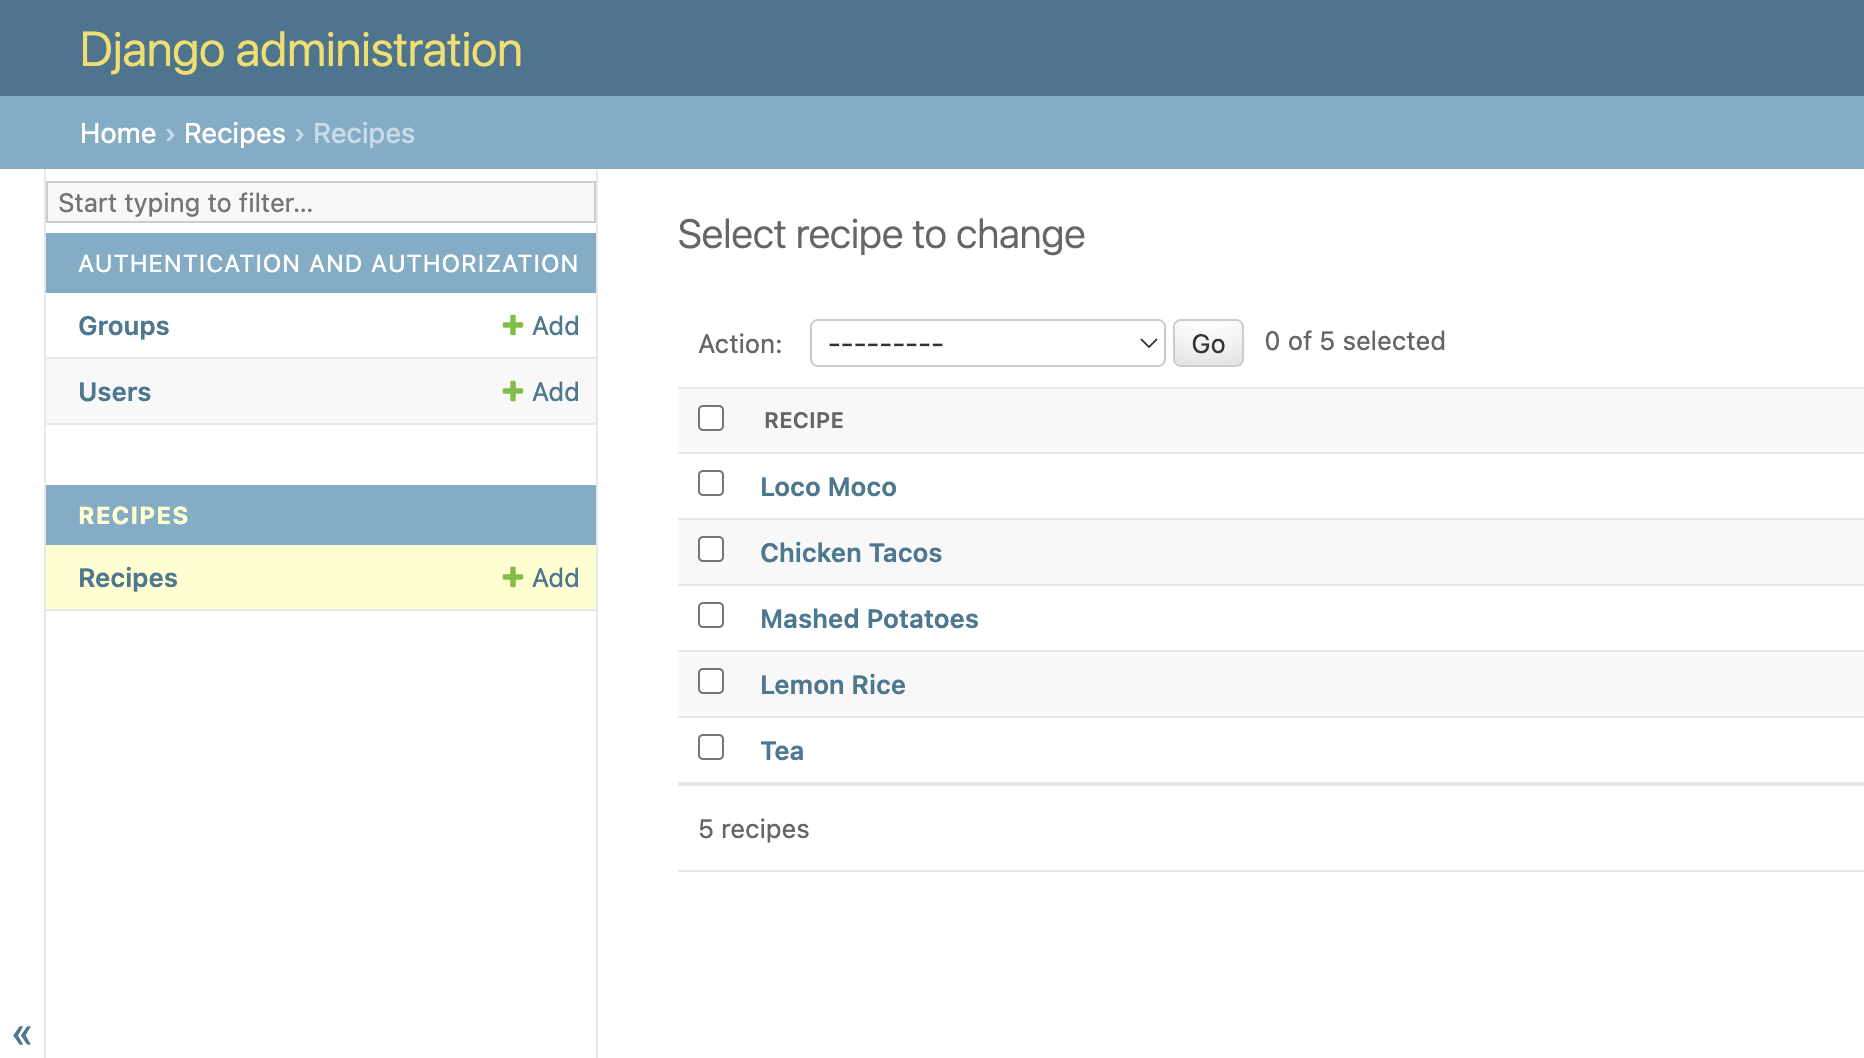 Django administration
Home › Recipes › Recipes
Start typing to filter...
AUTHENTICATION AND AUTHORIZATION
Groups + Add
Users + Add
RECIPES
Recipes + Add
«
Select recipe to change
Action: --------- Go 0 of 5 selected
RECIPE
Loco Moco
Chicken Tacos
Mashed Potatoes
Lemon Rice
Tea
5 recipes